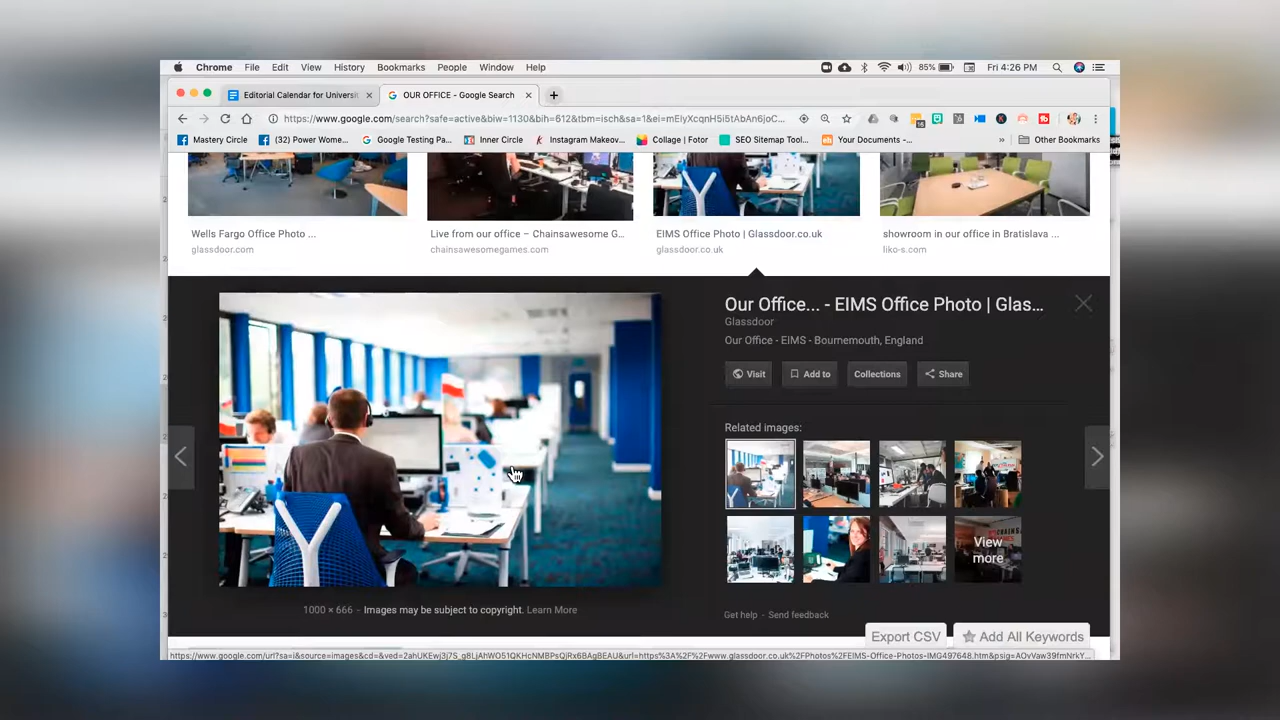 Chrome File Edit View History Bookmarks People Window Help 85% Fri 4:26 PM
Editorial Calendar for Universit OUR OFFICE - Google Search
https://www.google.com/search?safe=active&biw=1130&bih=612&tbm=isch&sa=1&ei=mEIyXcqnH5i5tAbAn6joC...
Mastery Circle (32) Power Wome... Google Testing Pa... Inner Circle Instagram Makeov... Collage | Fotor SEO Sitemap Tool... Your Documents -... » Other Bookmarks
Wells Fargo Office Photo ... Live from our office – Chainsawesome G... EIMS Office Photo | Glassdoor.co.uk showroom in our office in Bratislava ...
glassdoor.com chainsawesomegames.com glassdoor.co.uk liko-s.com
Our Office... - EIMS Office Photo | Glas...
Glassdoor
Our Office - EIMS - Bournemouth, England
Visit Add to Collections Share
Related images:
View more
1000 × 666 - Images may be subject to copyright. Learn More
Get help - Send feedback
Export CSV Add All Keywords